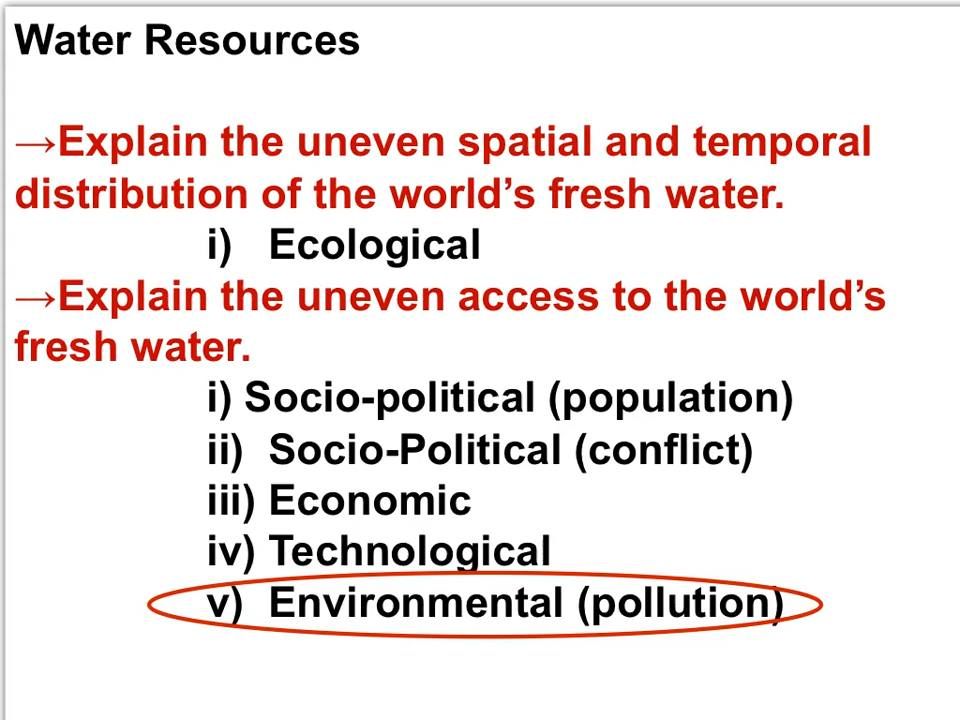 Water Resources
→Explain the uneven spatial and temporal
distribution of the world’s fresh water.
i) Ecological
→Explain the uneven access to the world’s
fresh water.
i) Socio-political (population)
ii) Socio-Political (conflict)
iii) Economic
iv) Technological
v) Environmental (pollution)